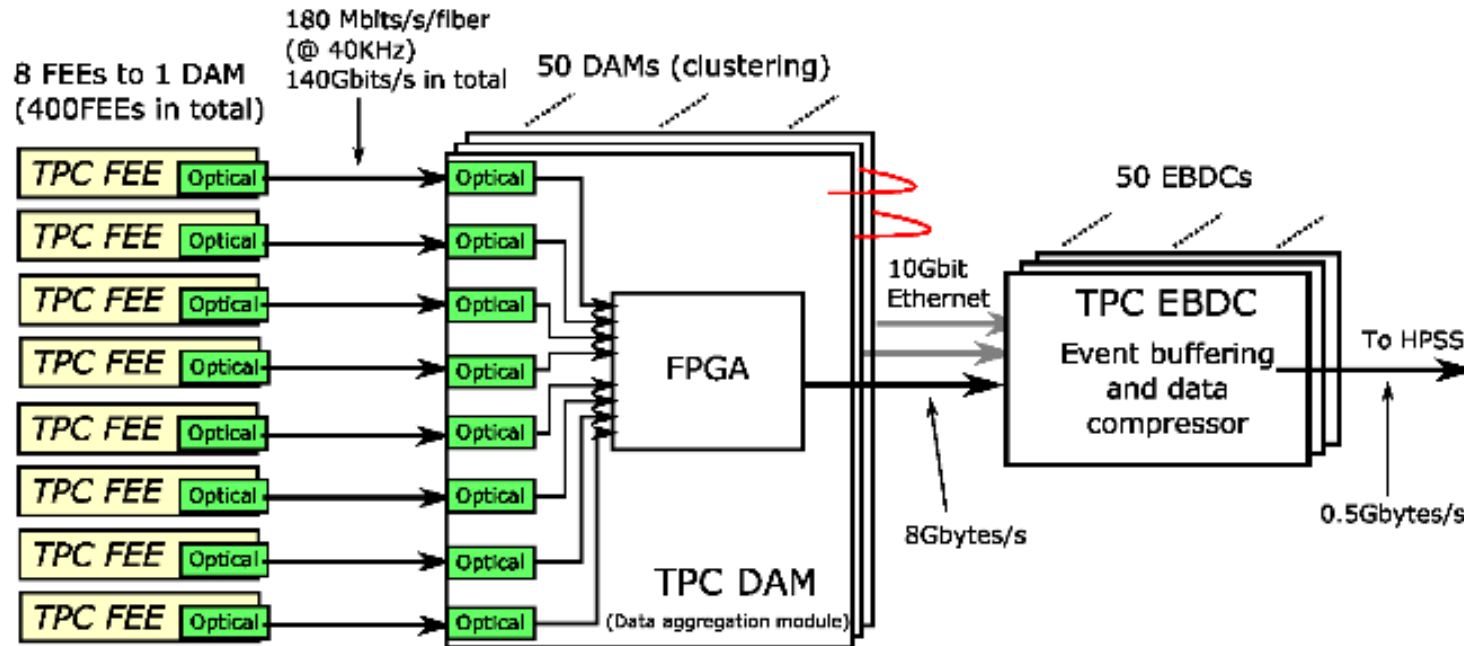 180 Mbits/s/fiber
(@ 40KHz)
140Gbits/s in total
8 FEEs to 1 DAM
(400FEEs in total)
50 DAMs (clustering)
TPC FEE Optical
TPC FEE Optical
TPC FEE Optical
TPC FEE Optical
TPC FEE Optical
TPC FEE Optical
TPC FEE Optical
TPC FEE Optical
Optical
Optical
Optical
Optical
Optical
Optical
Optical
Optical
FPGA
TPC DAM
(Data aggregation module)
10Gbit
Ethernet
8Gbytes/s
50 EBDCs
TPC EBDC
Event buffering
and data
compressor
To HPSS
0.5Gbytes/s